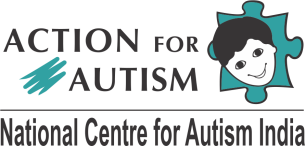 ACTION FOR
AUTISM
National Centre for Autism India